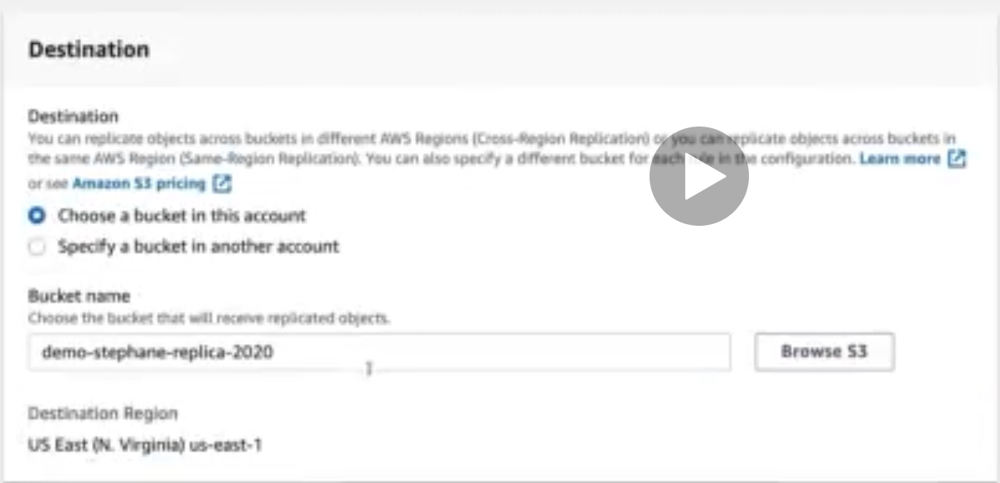 Destination
Destination
You can replicate objects across buckets in different AWS Regions (Cross-Region Replication) or you can replicate objects across buckets in
the same AWS Region (Same-Region Replication). You can also specify a different bucket for each rule in the configuration. Learn more
or see Amazon S3 pricing
Choose a bucket in this account
Specify a bucket in another account
Bucket name
Choose the bucket that will receive replicated objects.
demo-stephane-replica-2020
Browse S3
Destination Region
US East (N. Virginia) us-east-1